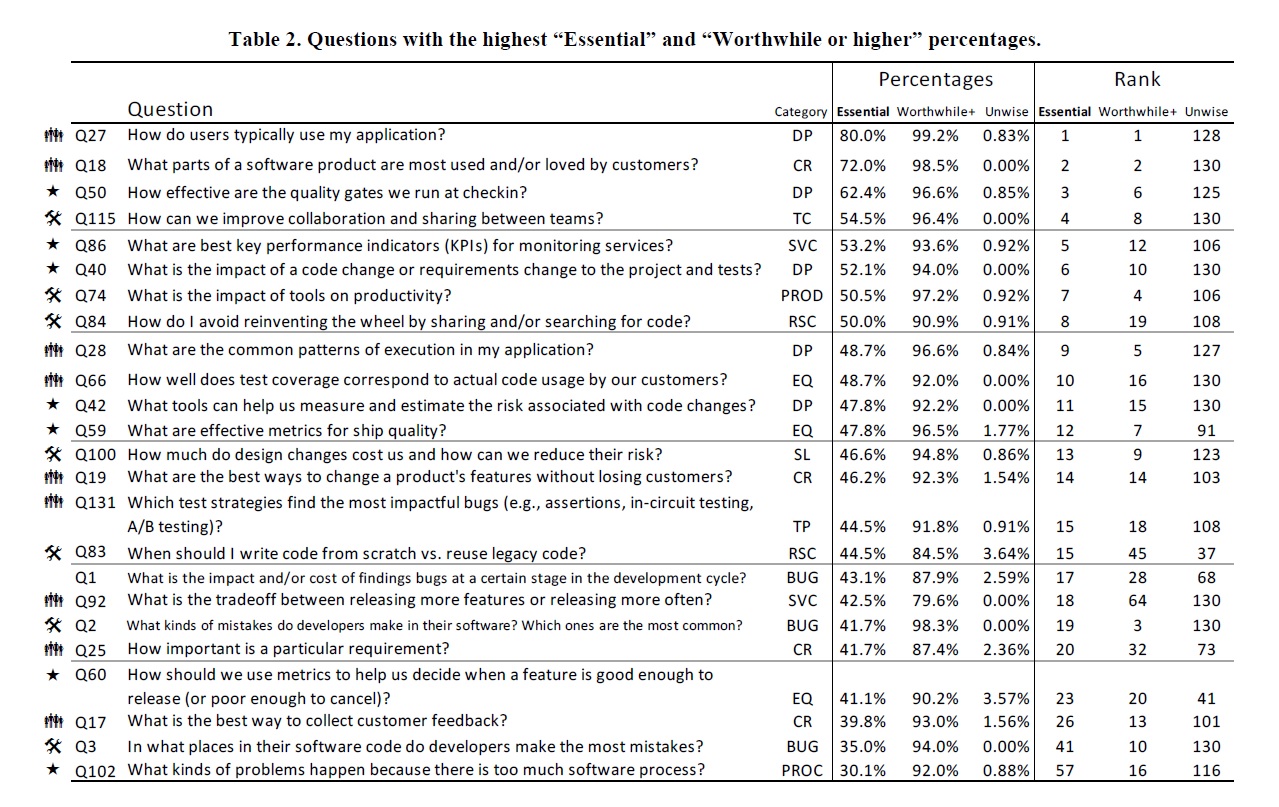 Table 2. Questions with the highest “Essential” and “Worthwhile or higher” percentages.
Percentages Rank
Question Category Essential Worthwhile+ Unwise Essential Worthwhile+ Unwise
Q27 How do users typically use my application? DP 80.0% 99.2% 0.83% 1 1 128
Q18 What parts of a software product are most used and/or loved by customers? CR 72.0% 98.5% 0.00% 2 2 130
Q50 How effective are the quality gates we run at checkin? DP 62.4% 96.6% 0.85% 3 6 125
Q115 How can we improve collaboration and sharing between teams? TC 54.5% 96.4% 0.00% 4 8 130
Q86 What are best key performance indicators (KPIs) for monitoring services? SVC 53.2% 93.6% 0.92% 5 12 106
Q40 What is the impact of a code change or requirements change to the project and tests? DP 52.1% 94.0% 0.00% 6 10 130
Q74 What is the impact of tools on productivity? PROD 50.5% 97.2% 0.92% 7 4 106
Q84 How do I avoid reinventing the wheel by sharing and/or searching for code? RSC 50.0% 90.9% 0.91% 8 19 108
Q28 What are the common patterns of execution in my application? DP 48.7% 96.6% 0.84% 9 5 127
Q66 How well does test coverage correspond to actual code usage by our customers? EQ 48.7% 92.0% 0.00% 10 16 130
Q42 What tools can help us measure and estimate the risk associated with code changes? DP 47.8% 92.2% 0.00% 11 15 130
Q59 What are effective metrics for ship quality? EQ 47.8% 96.5% 1.77% 12 7 91
Q100 How much do design changes cost us and how can we reduce their risk? SL 46.6% 94.8% 0.86% 13 9 123
Q19 What are the best ways to change a product's features without losing customers? CR 46.2% 92.3% 1.54% 14 14 103
Q131 Which test strategies find the most impactful bugs (e.g., assertions, in-circuit testing,
A/B testing)? TP 44.5% 91.8% 0.91% 15 18 108
Q83 When should I write code from scratch vs. reuse legacy code? RSC 44.5% 84.5% 3.64% 15 45 37
Q1 What is the impact and/or cost of findings bugs at a certain stage in the development cycle? BUG 43.1% 87.9% 2.59% 17 28 68
Q92 What is the tradeoff between releasing more features or releasing more often? SVC 42.5% 79.6% 0.00% 18 64 130
Q2 What kinds of mistakes do developers make in their software? Which ones are the most common? BUG 41.7% 98.3% 0.00% 19 3 130
Q25 How important is a particular requirement? CR 41.7% 87.4% 2.36% 20 32 73
Q60 How should we use metrics to help us decide when a feature is good enough to
release (or poor enough to cancel)? EQ 41.1% 90.2% 3.57% 23 20 41
Q17 What is the best way to collect customer feedback? CR 39.8% 93.0% 1.56% 26 13 101
Q3 In what places in their software code do developers make the most mistakes? BUG 35.0% 94.0% 0.00% 41 10 130
Q102 What kinds of problems happen because there is too much software process? PROC 30.1% 92.0% 0.88% 57 16 116